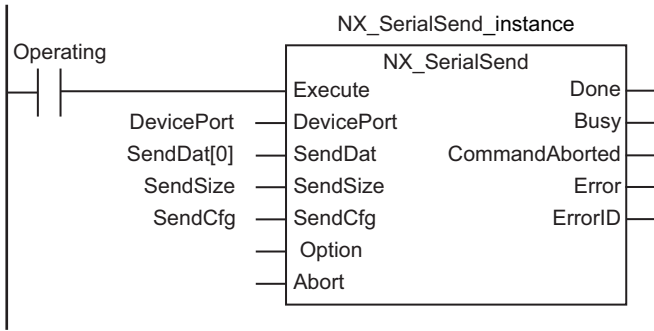 NX_SerialSend_instance
Operating
NX_SerialSend
Execute Done
DevicePort DevicePort Busy
SendDat[0] SendDat CommandAborted
SendSize SendSize Error
SendCfg SendCfg ErrorID
Option
Abort